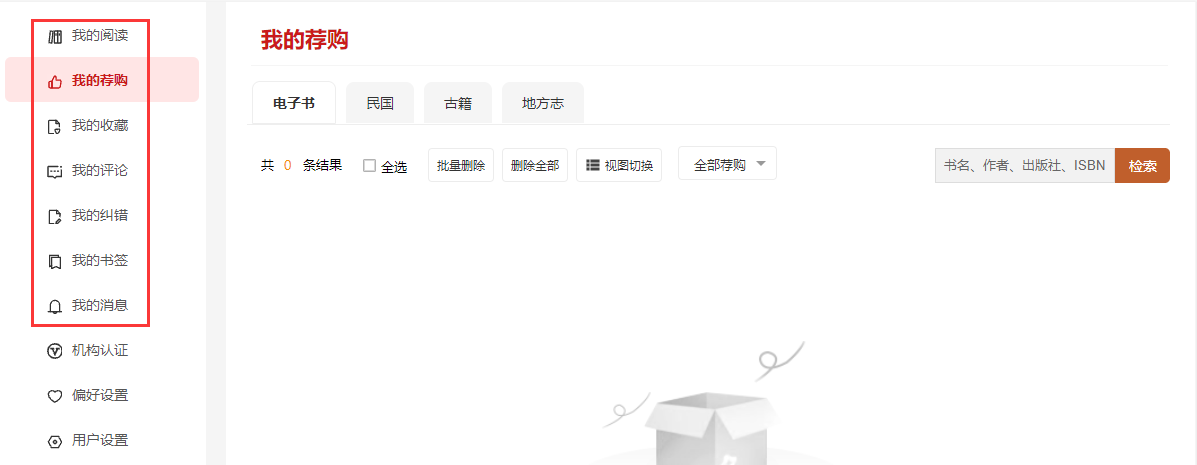 我的阅读
我的荐购
我的收藏
我的评论
我的纠错
我的书签
我的消息
机构认证
偏好设置
用户设置
我的荐购
电子书 民国 古籍 地方志
共 0 条结果 全选 批量删除 删除全部 视图切换 全部荐购 书名、作者、出版社、ISBN 检索